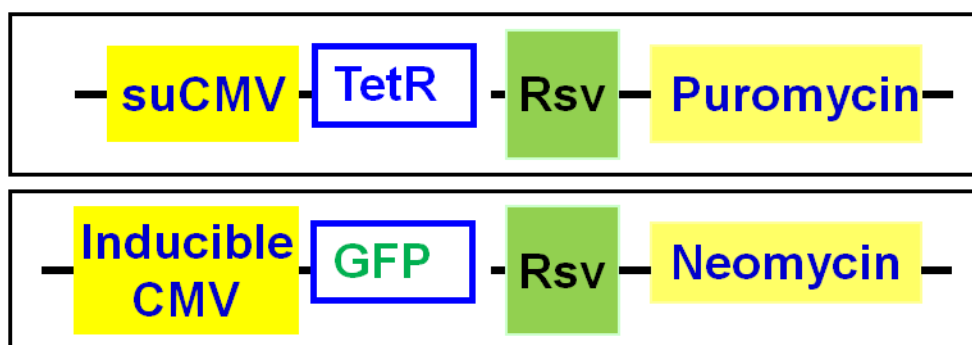 suCMV TetR Rsv Puromycin
Inducible
CMV
GFP Rsv Neomycin